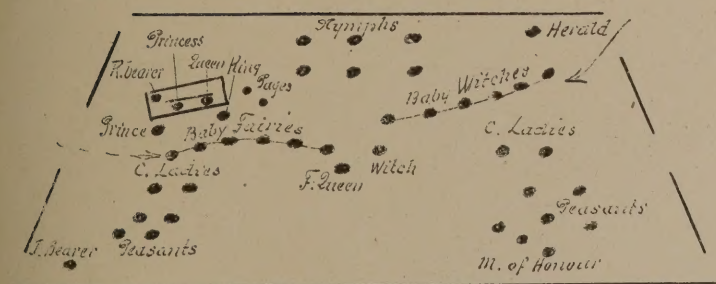 Nymphs
Herald
Princess
Queen
King
R. bearer
Pages
Baby Witches
Prince
Baby Fairies
C. Ladies
C. Ladies
F. Queen
Witch
Peasants
T. Bearer
Peasants
M. of Honour